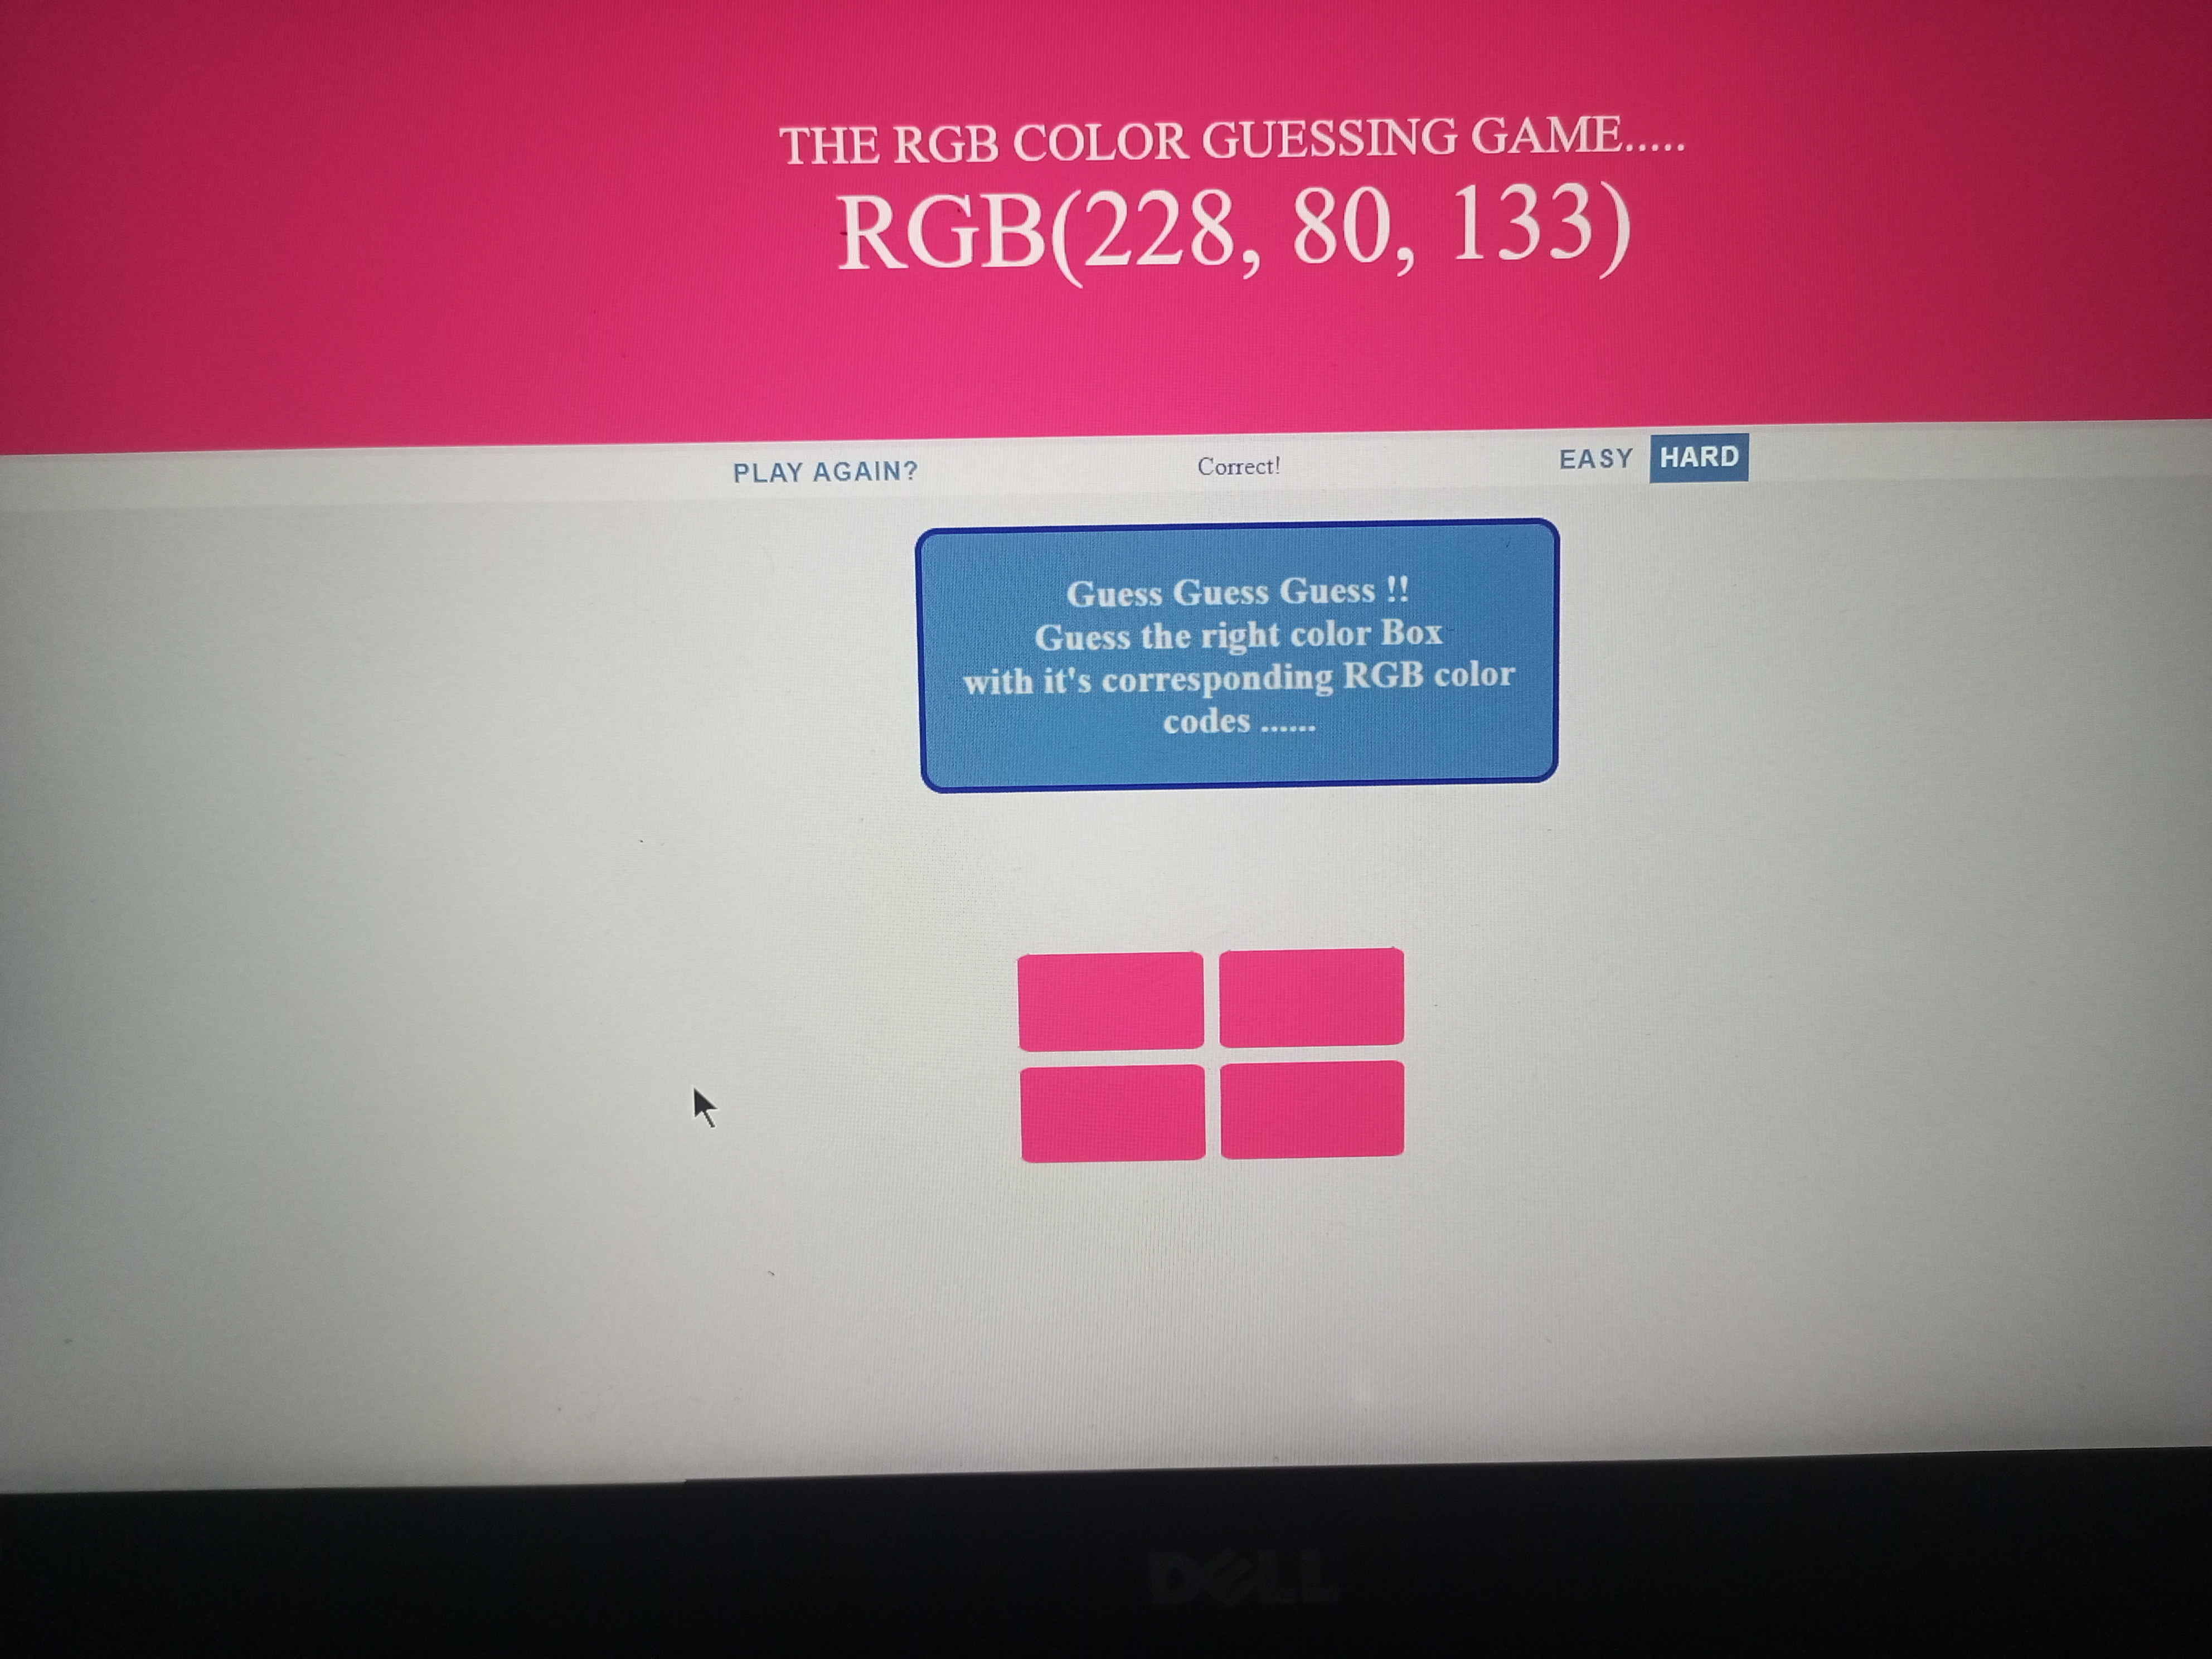 THE RGB COLOR GUESSING GAME.....
RGB(228, 80, 133)
PLAY AGAIN? Correct! EASY HARD
Guess Guess Guess !!
Guess the right color Box
with it's corresponding RGB color
codes ......
DELL